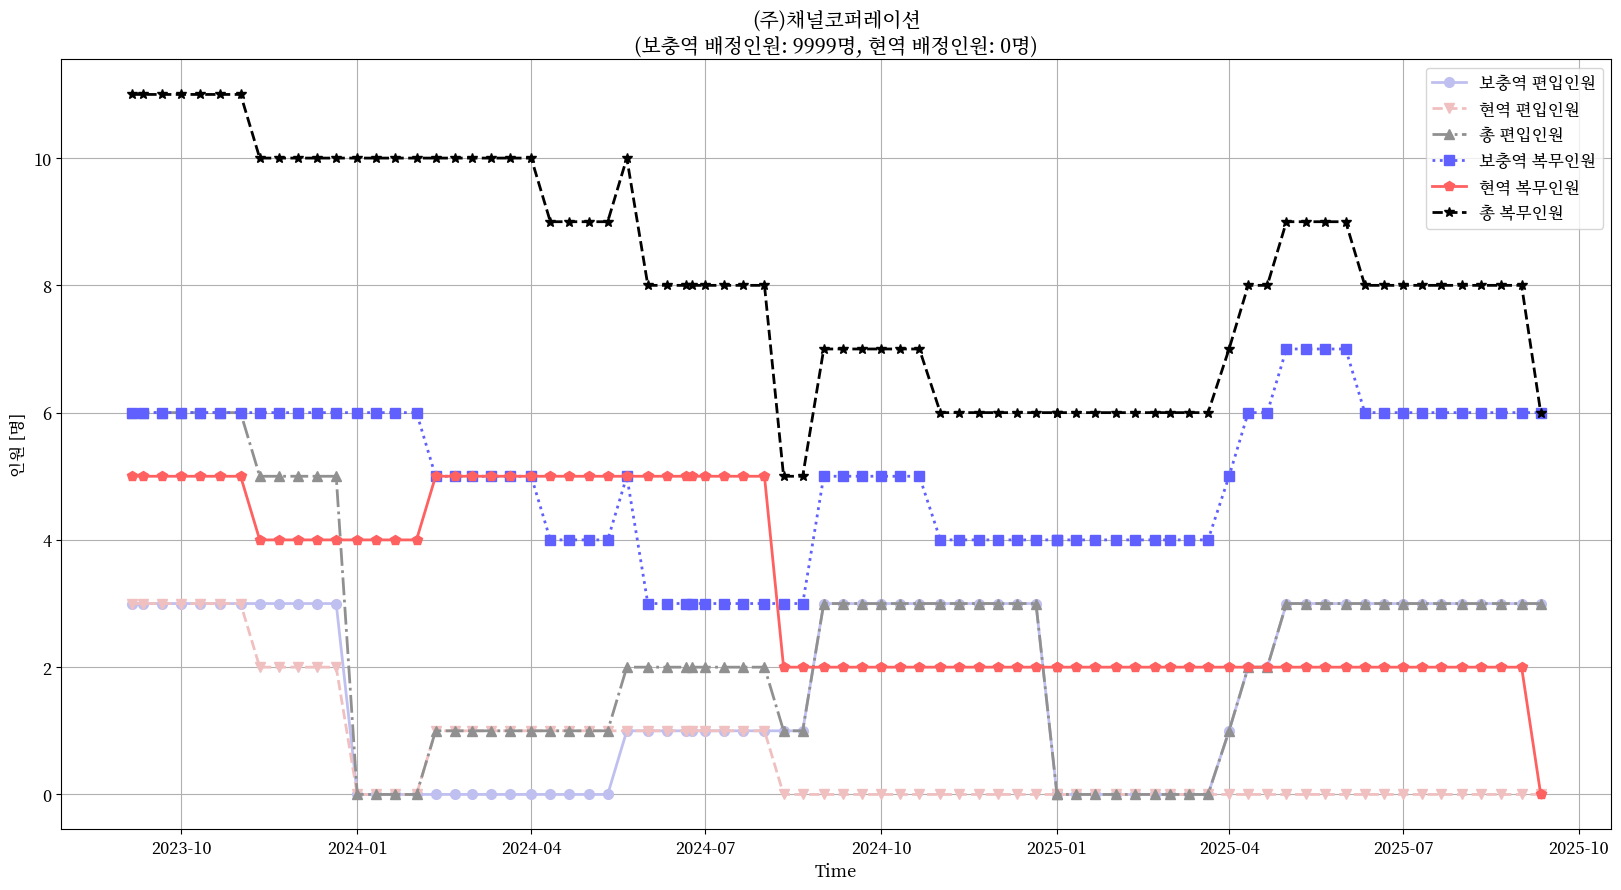 (주)채널코퍼레이션
(보충역 배정인원: 9999명, 현역 배정인원: 0명)
보충역 편입인원
현역 편입인원
총 편입인원
보충역 복무인원
현역 복무인원
총 복무인원
인원 [명]
10
8
6
4
2
0
2023-10
2024-01
2024-04
2024-07
2024-10
2025-01
2025-04
2025-07
2025-10
Time